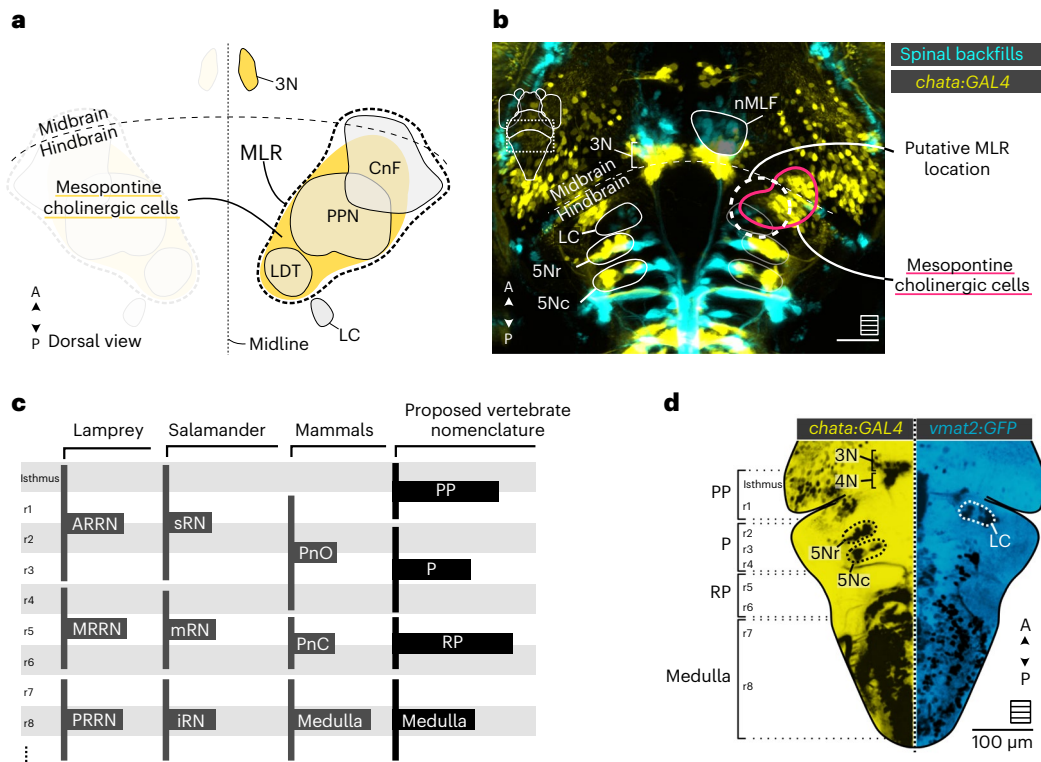 a
3N
Midbrain
Hindbrain
MLR
CnF
Mesopontine
cholinergic cells
PPN
LDT
LC
A
P
Dorsal view
Midline
b
Spinal backfills
chata:GAL4
nMLF
3N
Midbrain
Hindbrain
Putative MLR
location
LC
5Nr
5Nc
Mesopontine
cholinergic cells
A
P
c
Lamprey
Salamander
Mammals
Proposed vertebrate
nomenclature
Isthmus
PP
r1
ARRN
sRN
r2
PnO
r3
P
r4
r5
MRRN
mRN
PnC
RP
r6
r7
r8
PRRN
iRN
Medulla
Medulla
d
chata:GAL4
vmat2:GFP
3N
4N
PP
Isthmus
r1
P
r2
r3
r4
5Nr
5Nc
LC
RP
r5
r6
r7
Medulla
r8
A
P
100 µm